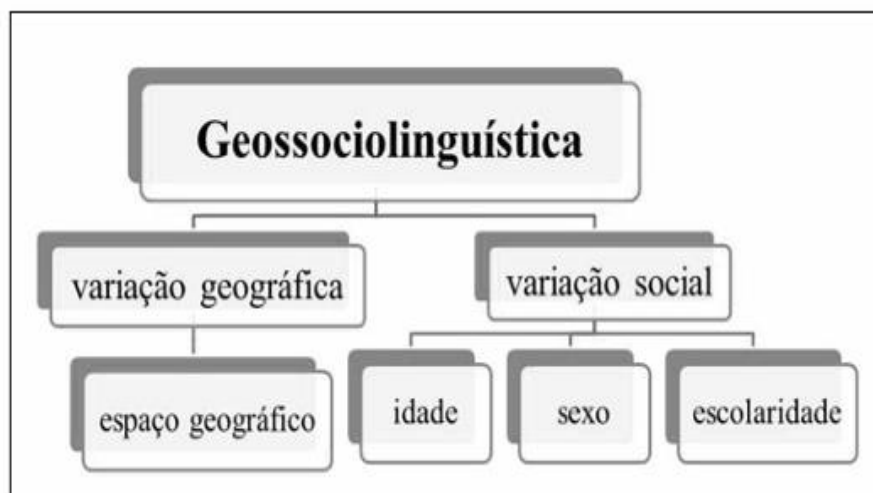 Geossociolinguística
variação geográfica
variação social
espaço geográfico
idade
sexo
escolaridade